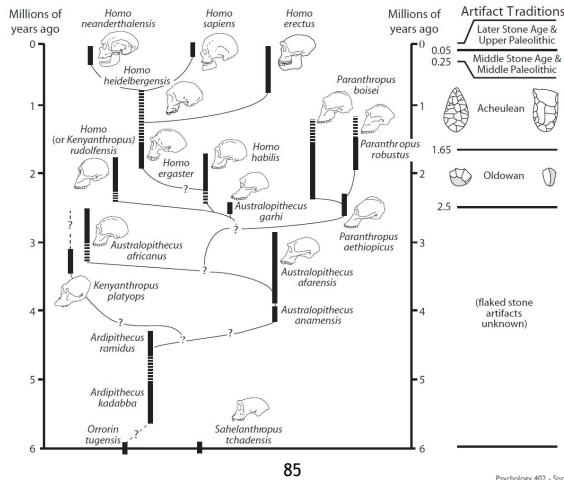 Millions of
years ago
Homo
neanderthalensis
Homo
sapiens
Homo
erectus
Millions of
years ago
Artifact Traditions
Later Stone Age &
Upper Paleolithic
0
0
0.05
0.25
Middle Stone Age &
Middle Paleolithic
Homo
heidelbergensis
Paranthropus
boisei
Acheulean
1
1
Homo
(or Kenyanthropus)
rudolfensis
Homo
ergaster
Homo
habilis
Paranthropus
robustus
1.65
?
?
Oldowan
2
2
Australopithecus
garhi
2.5
?
?
Australopithecus
africanus
Paranthropus
aethiopicus
3
3
?
?
Kenyanthropus
platyops
Australopithecus
afarensis
(flaked stone
artifacts
unknown)
4
4
?
Australopithecus
anamensis
Ardipithecus
ramidus
?
?
5
5
Ardipithecus
kadabba
Orrorin
tugensis
?
Sahelanthropus
tchadensis
6
6
85
Psychology 402 - Spr